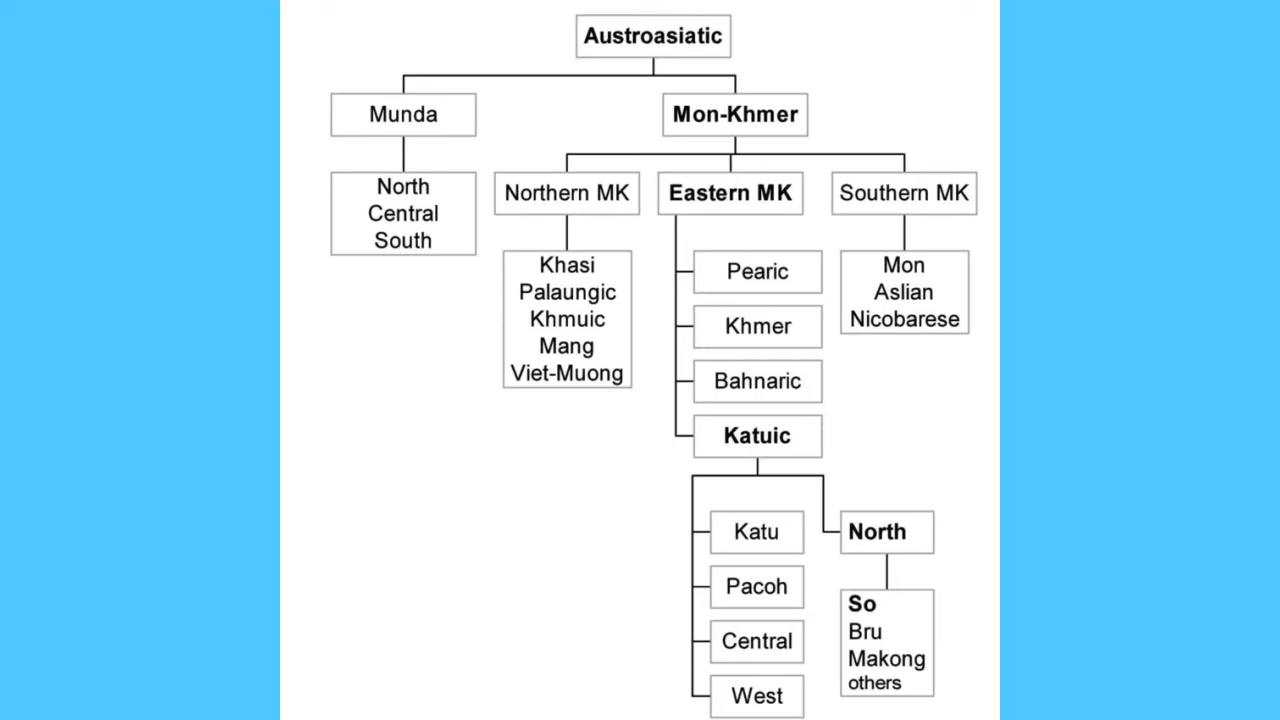 Austroasiatic
Munda
Mon-Khmer
North
Central
South
Northern MK
Eastern MK
Southern MK
Khasi
Palaungic
Khmuic
Mang
Viet-Muong
Pearic
Khmer
Bahnaric
Katuic
Mon
Aslian
Nicobarese
Katu
Pacoh
Central
West
North
So
Bru
Makong
others